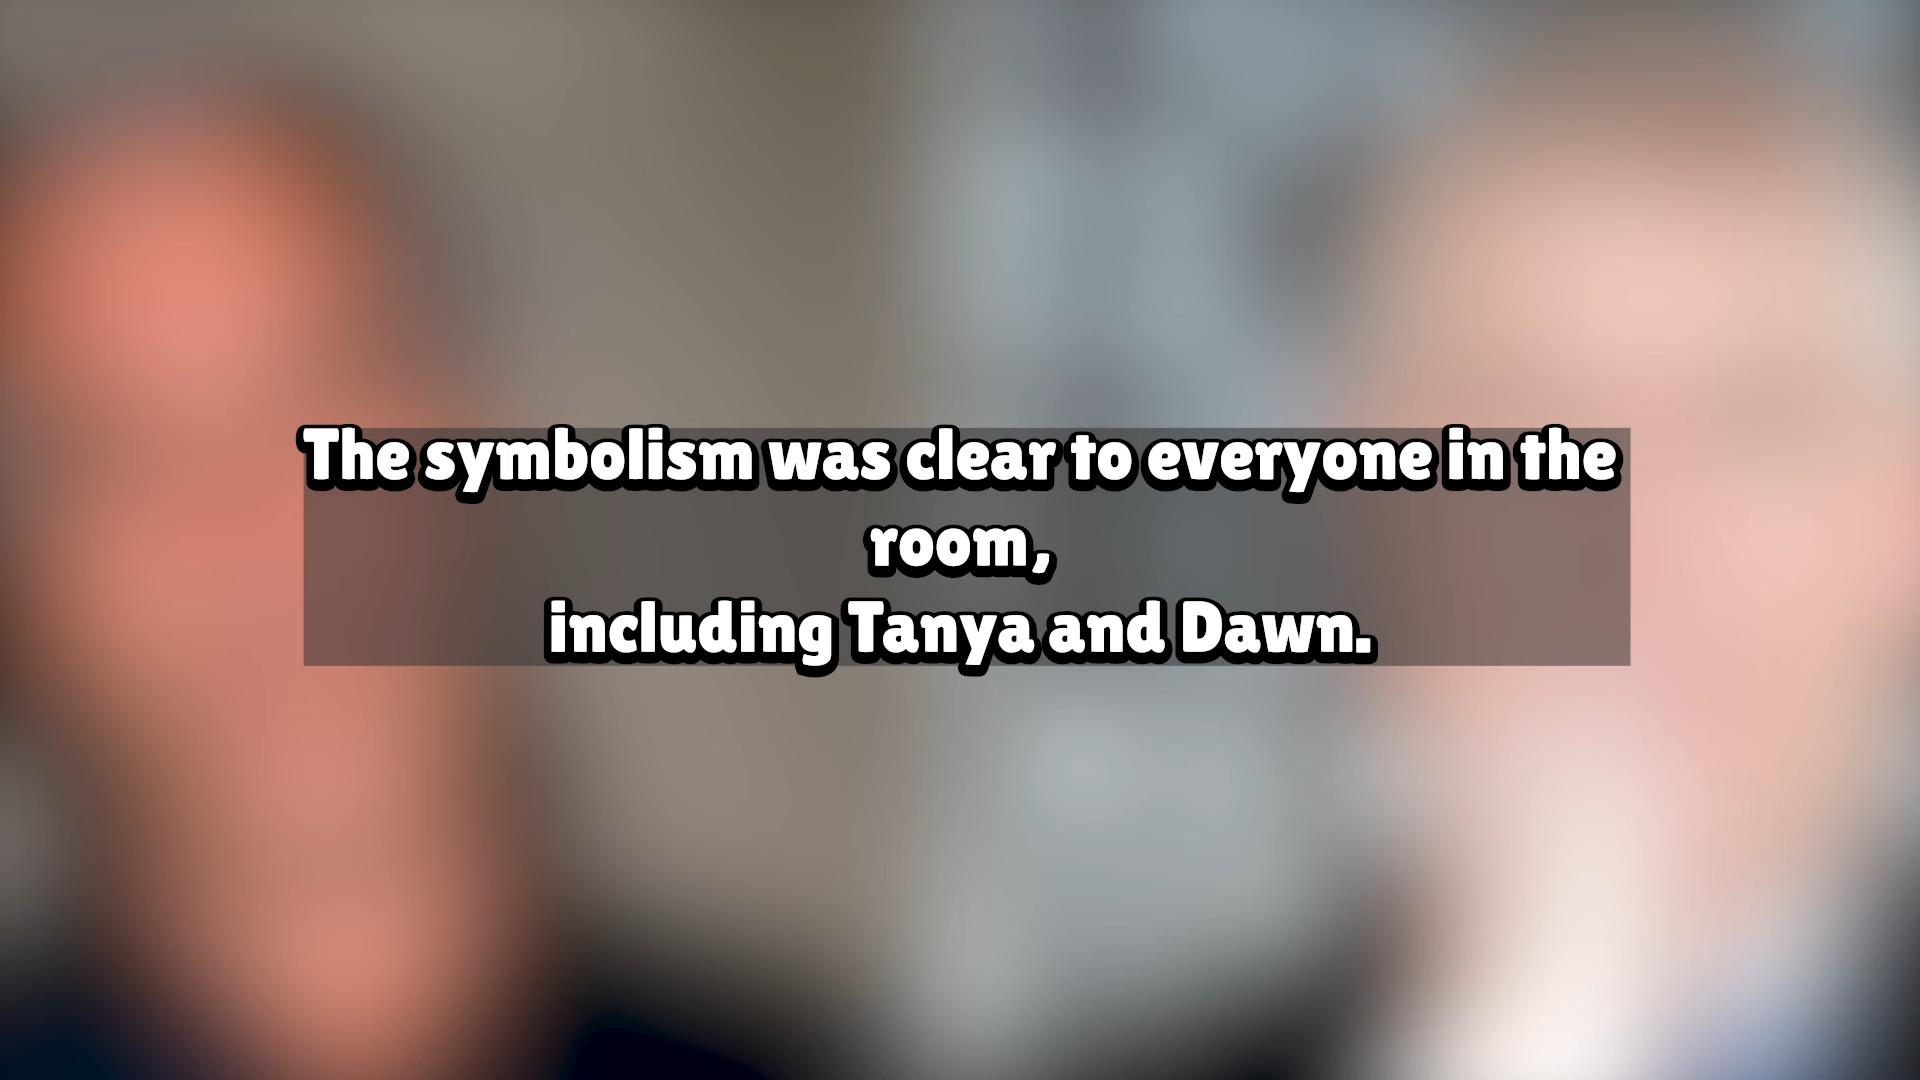 The symbolism was clear to everyone in the
room,
including Tanya and Dawn.